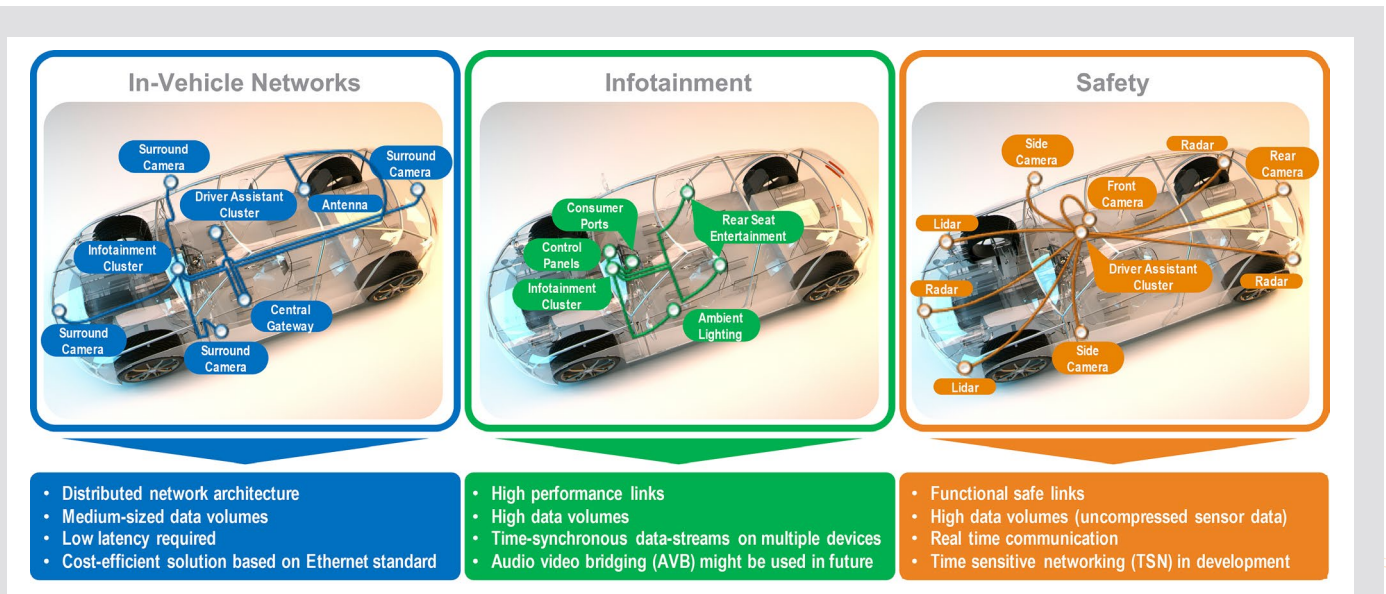 In-Vehicle Networks
Surround
Camera
Surround
Camera
Driver Assistant
Cluster
Antenna
Infotainment
Cluster
Central
Gateway
Surround
Camera
Surround
Camera
• Distributed network architecture
• Medium-sized data volumes
• Low latency required
• Cost-efficient solution based on Ethernet standard
Infotainment
Consumer
Ports
Rear Seat
Entertainment
Control
Panels
Infotainment
Cluster
Ambient
Lighting
• High performance links
• High data volumes
• Time-synchronous data-streams on multiple devices
• Audio video bridging (AVB) might be used in future
Safety
Side
Camera
Radar
Rear
Camera
Front
Camera
Lidar
Driver Assistant
Cluster
Radar
Radar
Side
Camera
Lidar
• Functional safe links
• High data volumes (uncompressed sensor data)
• Real time communication
• Time sensitive networking (TSN) in development